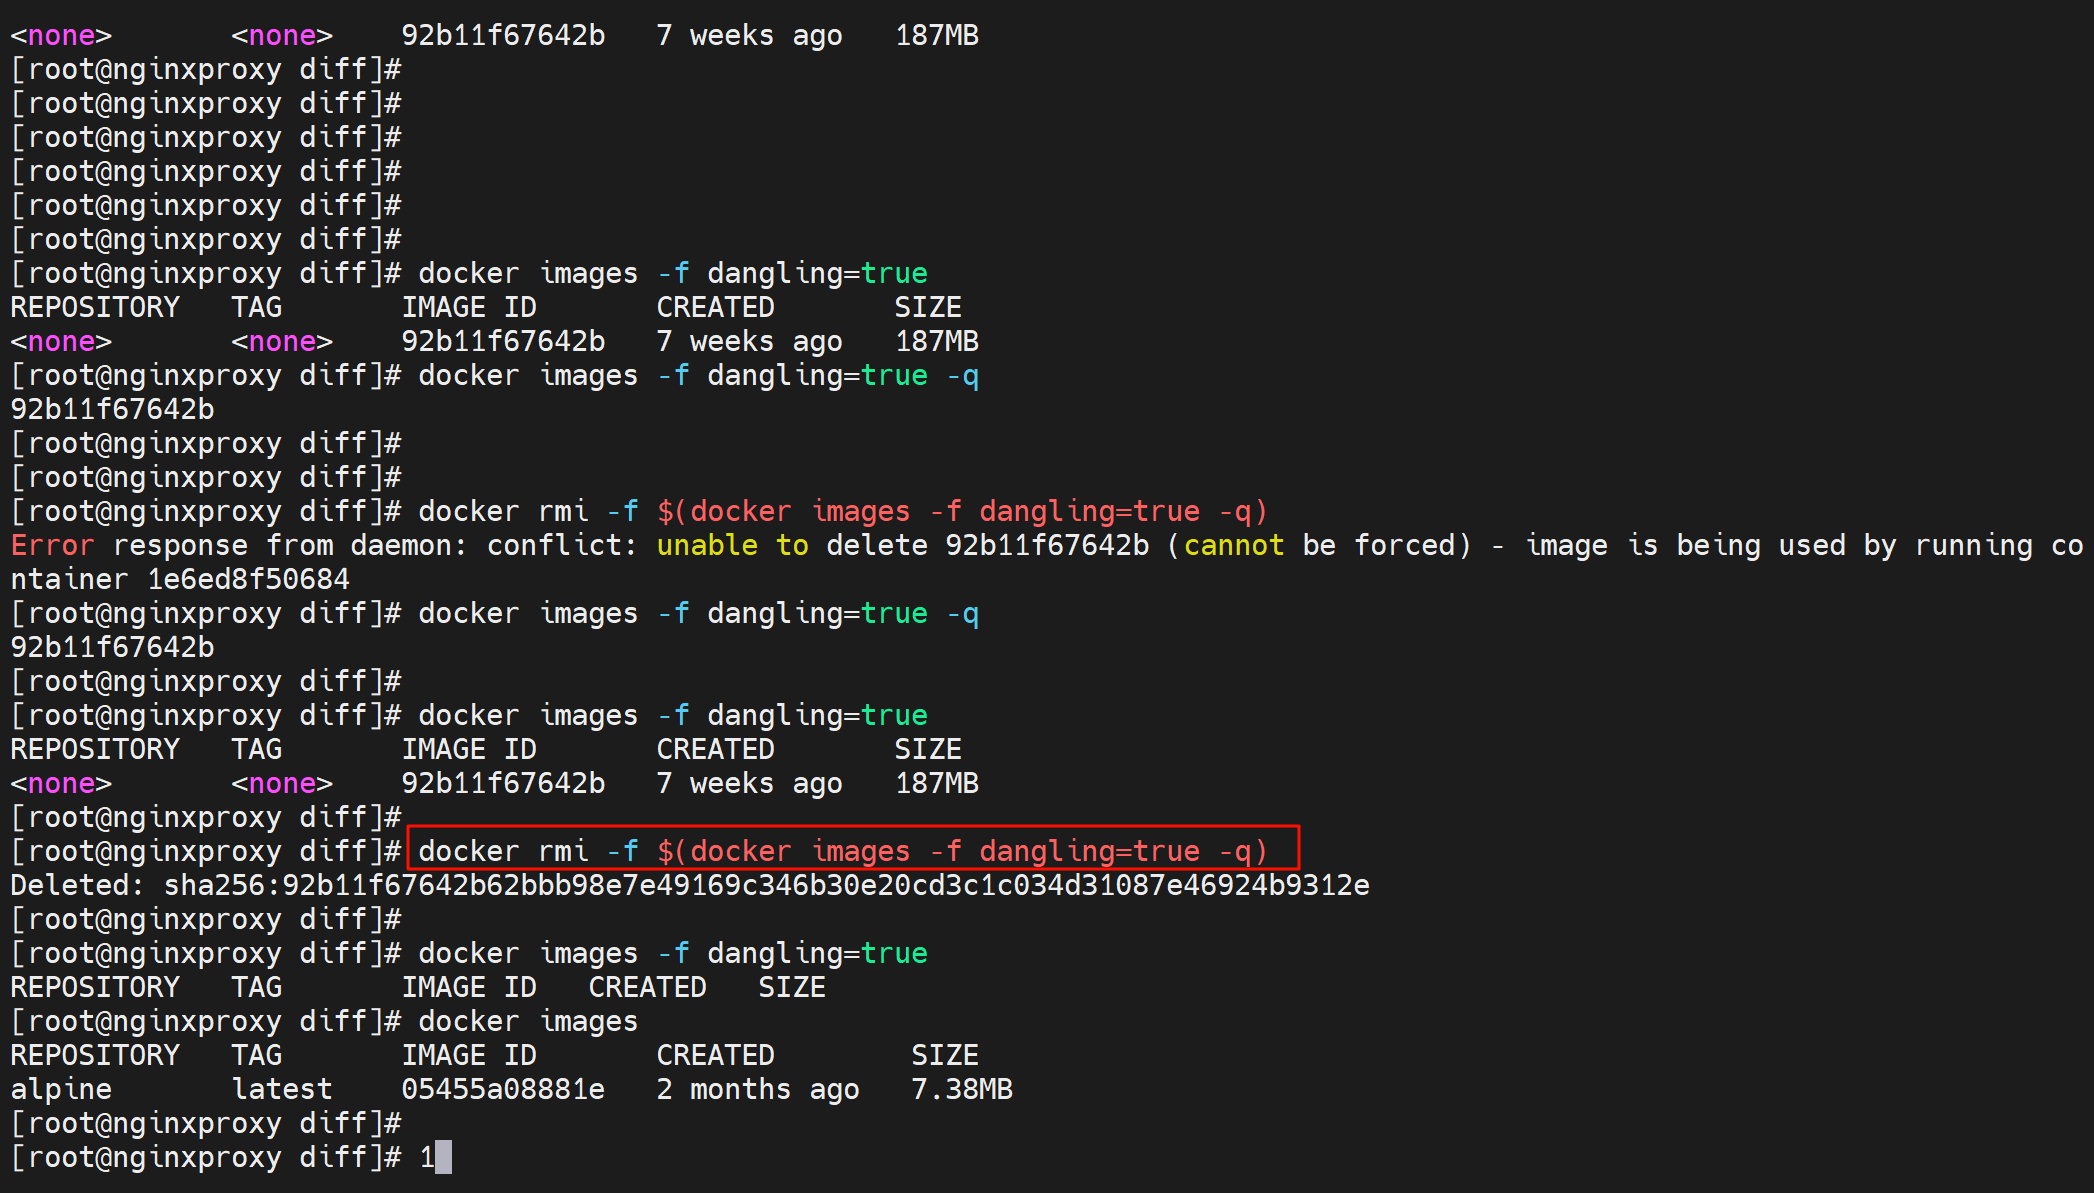 <none>       <none>    92b11f67642b   7 weeks ago   187MB
[root@nginxproxy diff]#
[root@nginxproxy diff]#
[root@nginxproxy diff]#
[root@nginxproxy diff]#
[root@nginxproxy diff]#
[root@nginxproxy diff]#
[root@nginxproxy diff]# docker images -f dangling=true
REPOSITORY   TAG       IMAGE ID       CREATED       SIZE
<none>       <none>    92b11f67642b   7 weeks ago   187MB
[root@nginxproxy diff]# docker images -f dangling=true -q
92b11f67642b
[root@nginxproxy diff]#
[root@nginxproxy diff]#
[root@nginxproxy diff]# docker rmi -f $(docker images -f dangling=true -q)
Error response from daemon: conflict: unable to delete 92b11f67642b (cannot be forced) - image is being used by running co
ntainer 1e6ed8f50684
[root@nginxproxy diff]# docker images -f dangling=true -q
92b11f67642b
[root@nginxproxy diff]#
[root@nginxproxy diff]# docker images -f dangling=true
REPOSITORY   TAG       IMAGE ID       CREATED       SIZE
<none>       <none>    92b11f67642b   7 weeks ago   187MB
[root@nginxproxy diff]#
[root@nginxproxy diff]# docker rmi -f $(docker images -f dangling=true -q)
Deleted: sha256:92b11f67642b62bbb98e7e49169c346b30e20cd3c1c034d31087e46924b9312e
[root@nginxproxy diff]#
[root@nginxproxy diff]# docker images -f dangling=true
REPOSITORY   TAG       IMAGE ID   CREATED   SIZE
[root@nginxproxy diff]# docker images
REPOSITORY   TAG       IMAGE ID       CREATED        SIZE
alpine       latest    05455a08881e   2 months ago   7.38MB
[root@nginxproxy diff]#
[root@nginxproxy diff]# 1